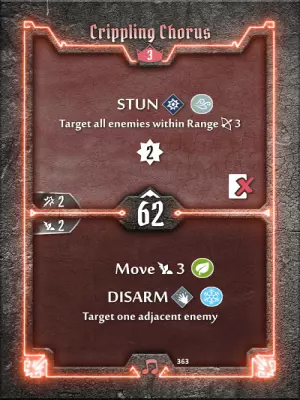 Crippling Chorus
3
STUN
Target all enemies within Range 3
2
2
62
2
Move 3
DISARM
Target one adjacent enemy
363